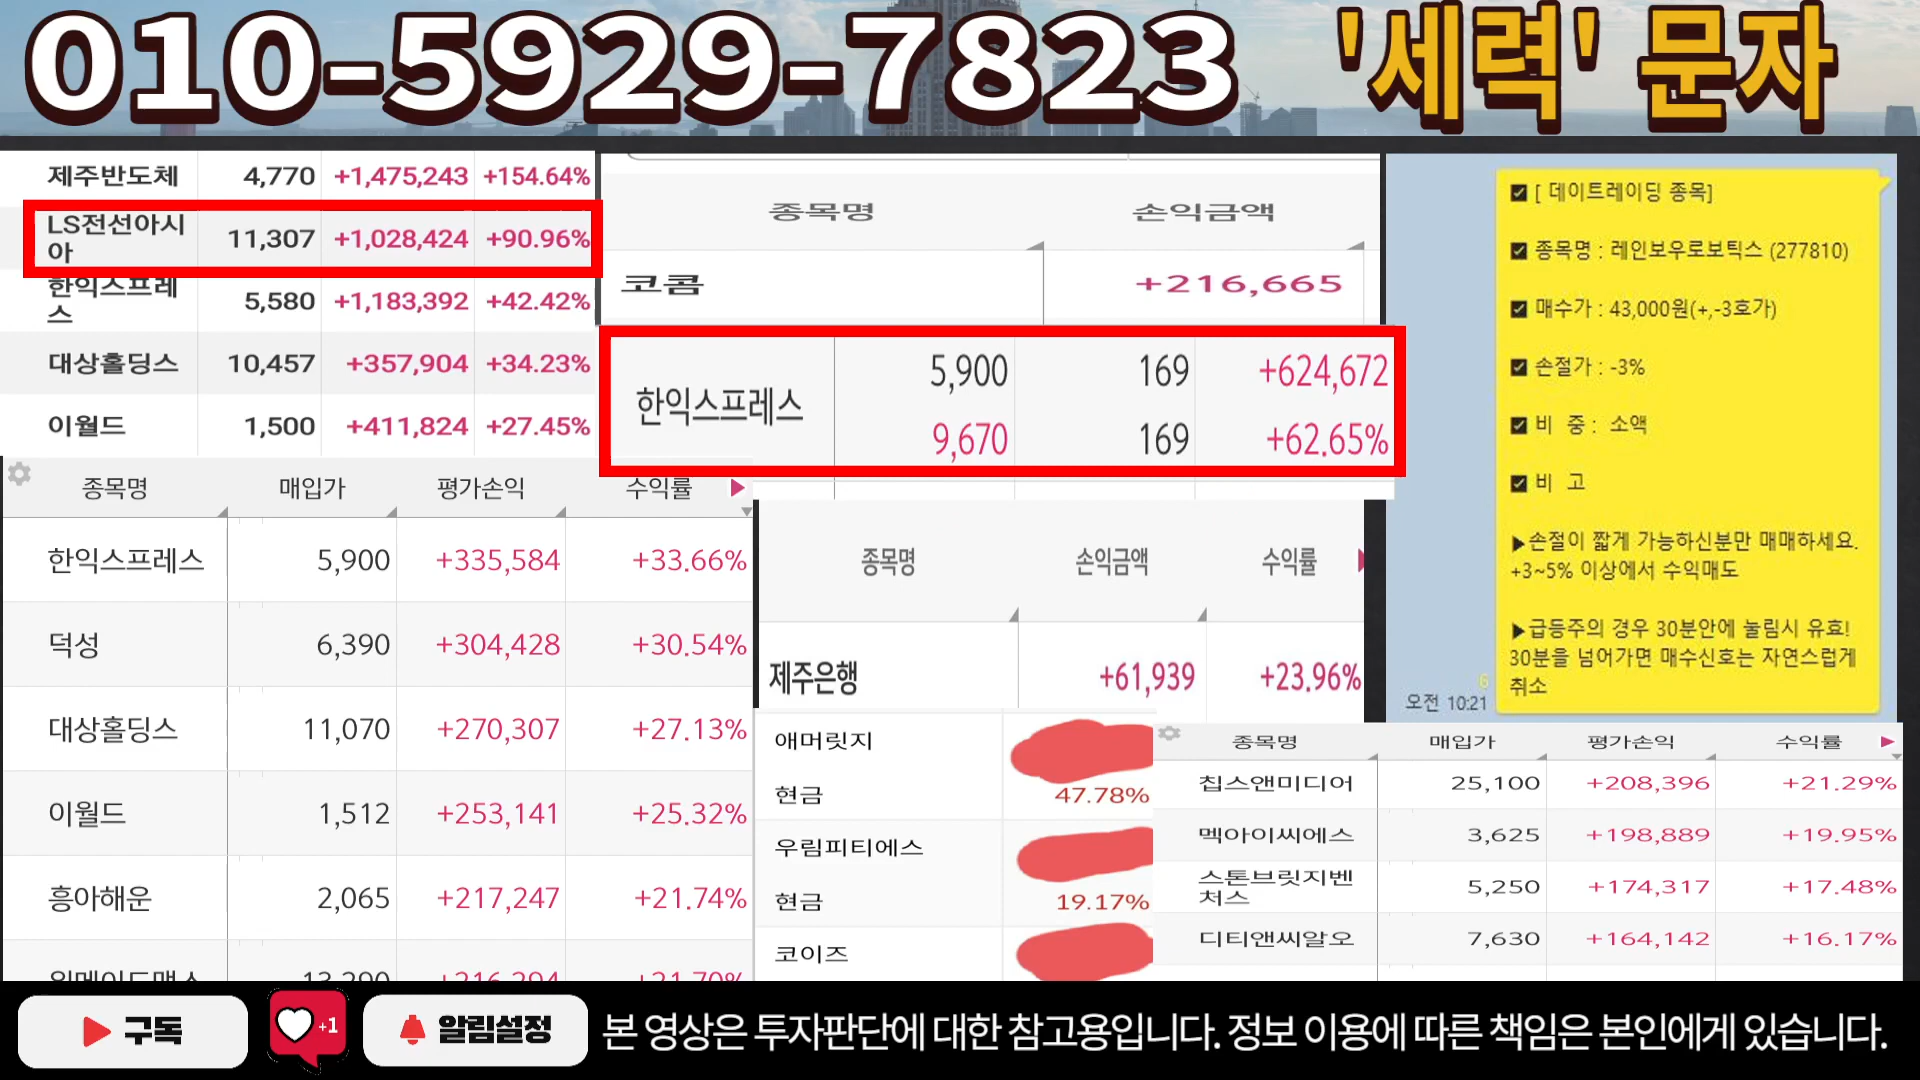 010-5929-7823 '세력' 문자
제주반도체 4,770 +1,475,243 +154.64%
LS전선아시아 11,307 +1,028,424 +90.96%
한익스프레스 5,580 +1,183,392 +42.42%
대상홀딩스 10,457 +357,904 +34.23%
이월드 1,500 +411,824 +27.45%
종목명 손익금액
코콤 +216,665
한익스프레스 5,900 169 +624,672
9,670 169 +62.65%
[ 데이트레이딩 종목]
종목명 : 레인보우로보틱스 (277810)
매수가 : 43,000원(+,-3호가)
손절가 : -3%
비 중 : 소액
비 고
▶손절이 짧게 가능하신분만 매매하세요.
+3~5% 이상에서 수익매도
▶급등주의 경우 30분안에 눌림시 유효!
30분을 넘어가면 매수신호는 자연스럽게
취소
6
오전 10:21
종목명 매입가 평가손익 수익률
한익스프레스 5,900 +335,584 +33.66%
덕성 6,390 +304,428 +30.54%
대상홀딩스 11,070 +270,307 +27.13%
이월드 1,512 +253,141 +25.32%
흥아해운 2,065 +217,247 +21.74%
종목명 손익금액 수익률
제주은행 +61,939 +23.96%
애머릿지
현금 47.78%
우림피티에스
현금 19.17%
코이즈
종목명 매입가 평가손익 수익률
칩스앤미디어 25,100 +208,396 +21.29%
멕아이씨에스 3,625 +198,889 +19.95%
스톤브릿지벤처스 5,250 +174,317 +17.48%
디티앤씨알오 7,630 +164,142 +16.17%
구독 +1 알림설정 본 영상은 투자판단에 대한 참고용입니다. 정보 이용에 따른 책임은 본인에게 있습니다.